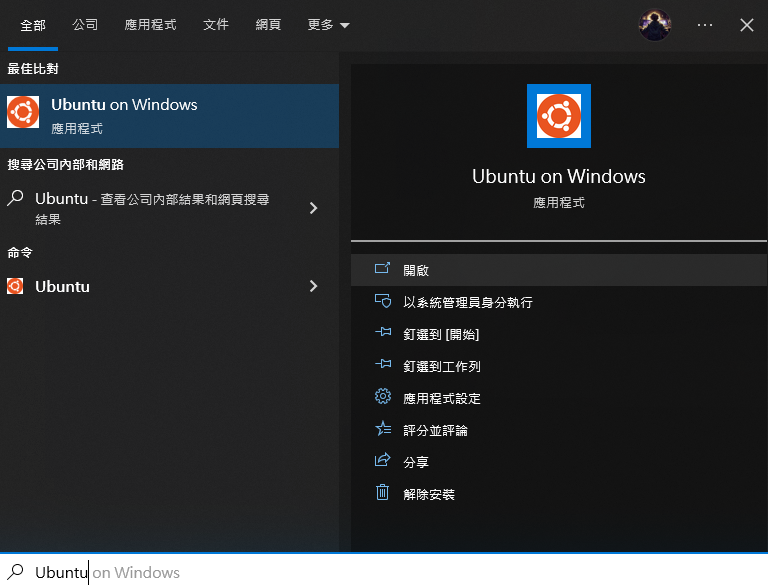 全部 公司 應用程式 文件 網頁 更多
最佳比對
Ubuntu on Windows
應用程式
搜尋公司內部和網路
Ubuntu - 查看公司內部結果和網頁搜尋
結果
命令
Ubuntu
Ubuntu on Windows
應用程式
開啟
以系統管理員身分執行
釘選到 [開始]
釘選到工作列
應用程式設定
評分並評論
分享
解除安裝
Ubuntu on Windows